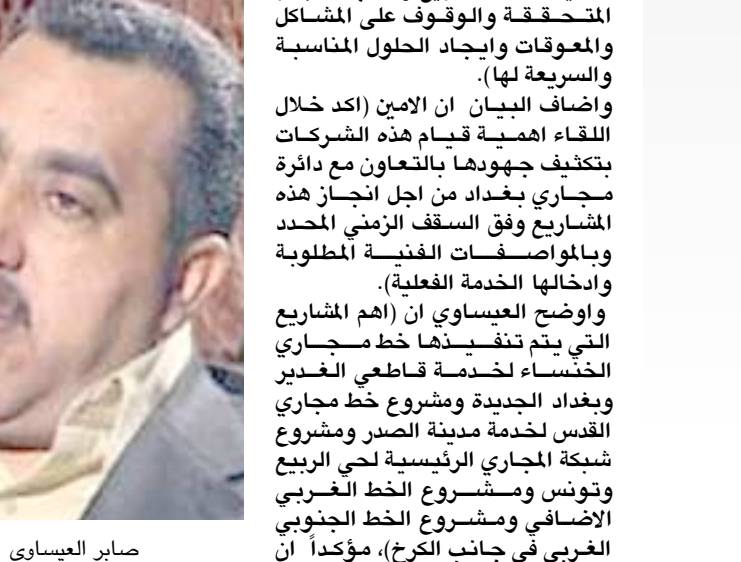 المتحققة والوقوف على المشاكل
والمعوقات وايجاد الحلول المناسبة
والسريعة لها).
واضاف البيان ان الامين (اكد خلال
اللقاء اهمية قيام هذه الشركات
بتكثيف جهودها بالتعاون مع دائرة
مجاري بغداد من اجل انجاز هذه
المشاريع وفق السقف الزمني المحدد
وبالمواصفات الفنية المطلوبة
وادخالها الخدمة الفعلية).
واوضح العيساوي ان (اهم المشاريع
التي يتم تنفيذها خط مجاري
الخنساء لخدمة قاطعي الغدير
وبغداد الجديدة ومشروع خط مجاري
القدس لخدمة مدينة الصدر ومشروع
شبكة المجاري الرئيسية لحي الربيع
وتونس ومشروع الخط الغربي
الاضافي ومشروع الخط الجنوبي
الغربي في جانب الكرخ)، مؤكداً ان
صابر العيساوي